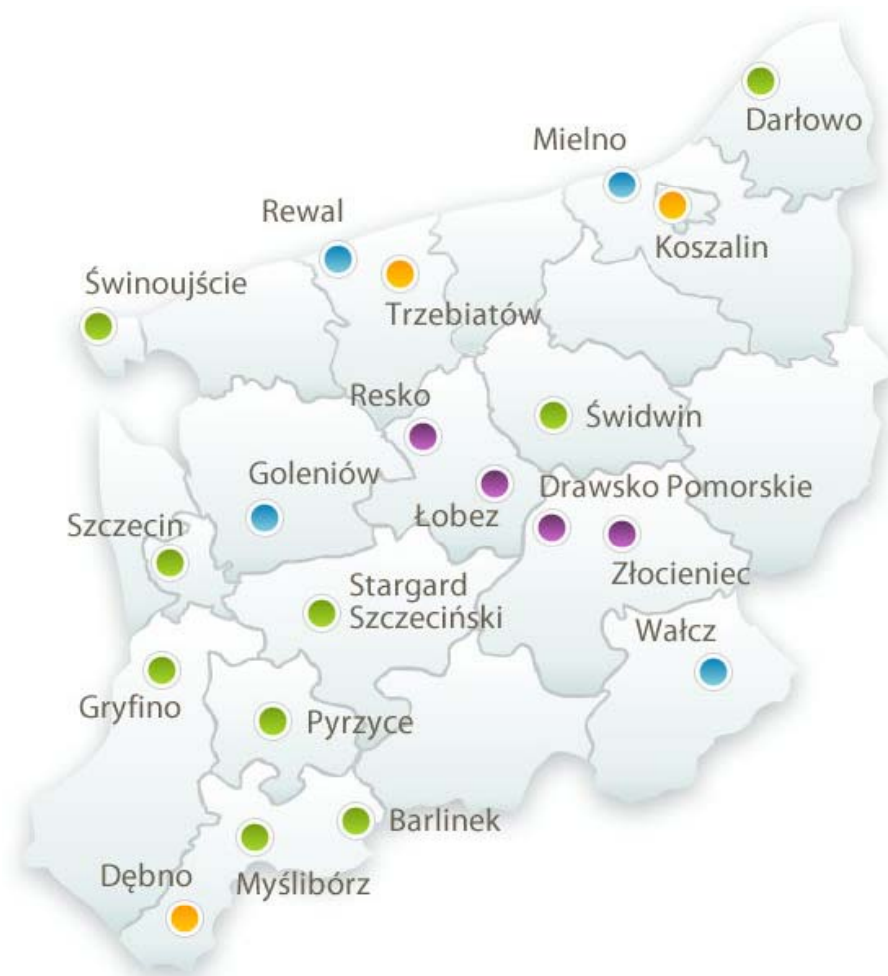 Darłowo
Mielno
Rewal
Koszalin
Świnoujście
Trzebiatów
Resko
Świdwin
Goleniów
Drawsko Pomorskie
Łobez
Szczecin
Złocieniec
Stargard
Szczeciński
Wałcz
Gryfino
Pyrzyce
Barlinek
Dębno
Myślibórz